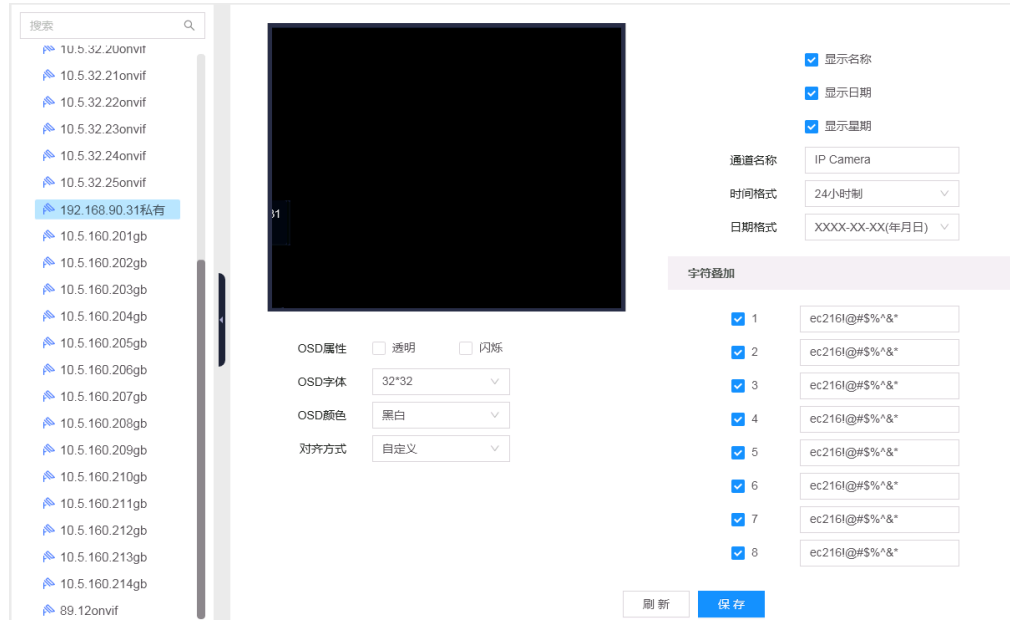 搜索
10.5.32.20onvif
10.5.32.21onvif
10.5.32.22onvif
10.5.32.23onvif
10.5.32.24onvif
10.5.32.25onvif
192.168.90.31私有
10.5.160.201gb
10.5.160.202gb
10.5.160.203gb
10.5.160.204gb
10.5.160.205gb
10.5.160.206gb
10.5.160.207gb
10.5.160.208gb
10.5.160.209gb
10.5.160.210gb
10.5.160.211gb
10.5.160.212gb
10.5.160.213gb
10.5.160.214gb
89.12onvif
31
OSD属性 透明 闪烁
OSD字体 32*32
OSD颜色 黑白
对齐方式 自定义
显示名称
显示日期
显示星期
通道名称 IP Camera
时间格式 24小时制
日期格式 XXXX-XX-XX(年月日)
字符叠加
1 ec216!@#$%^&*
2 ec216!@#$%^&*
3 ec216!@#$%^&*
4 ec216!@#$%^&*
5 ec216!@#$%^&*
6 ec216!@#$%^&*
7 ec216!@#$%^&*
8 ec216!@#$%^&*
刷新 保存